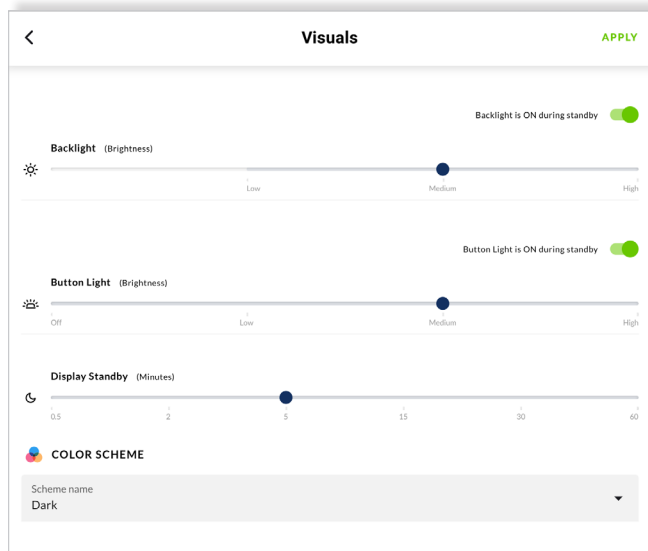 Visuals
APPLY
Backlight is ON during standby
Backlight (Brightness)
Low Medium High
Button Light is ON during standby
Button Light (Brightness)
Off Low Medium High
Display Standby (Minutes)
0.5 2 5 15 30 60
COLOR SCHEME
Scheme name
Dark